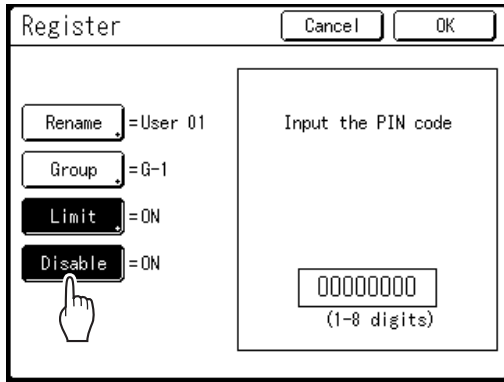 Register Cancel OK
Rename =User 01
Group =G-1
Limit =ON
Disable =ON
Input the PIN code
00000000
(1-8 digits)